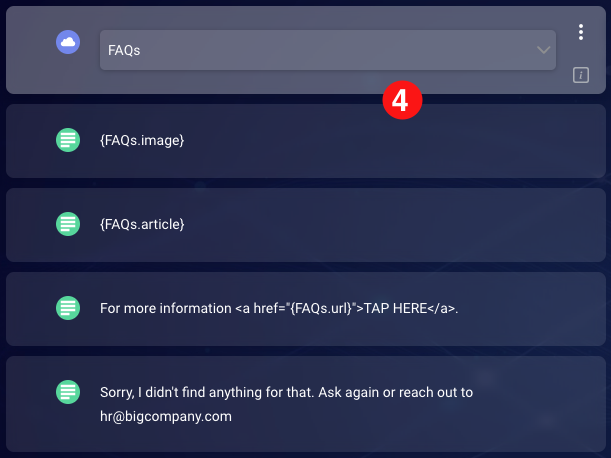 FAQs
4
{FAQs.image}
{FAQs.article}
For more information <a href="{FAQs.url}">TAP HERE</a>.
Sorry, I didn't find anything for that. Ask again or reach out to
hr@bigcompany.com